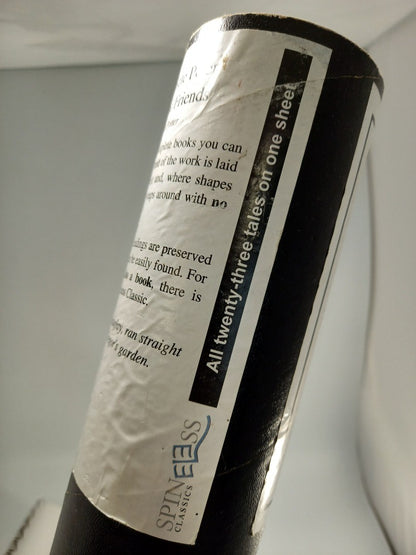 Friends
books you can
of the work is laid
and, where shapes
around with no
are preserved
easily found. For
a book, there is
Classic.
ran straight
garden.
All twenty-three tales on one sheet
SPINELESS
CLASSICS